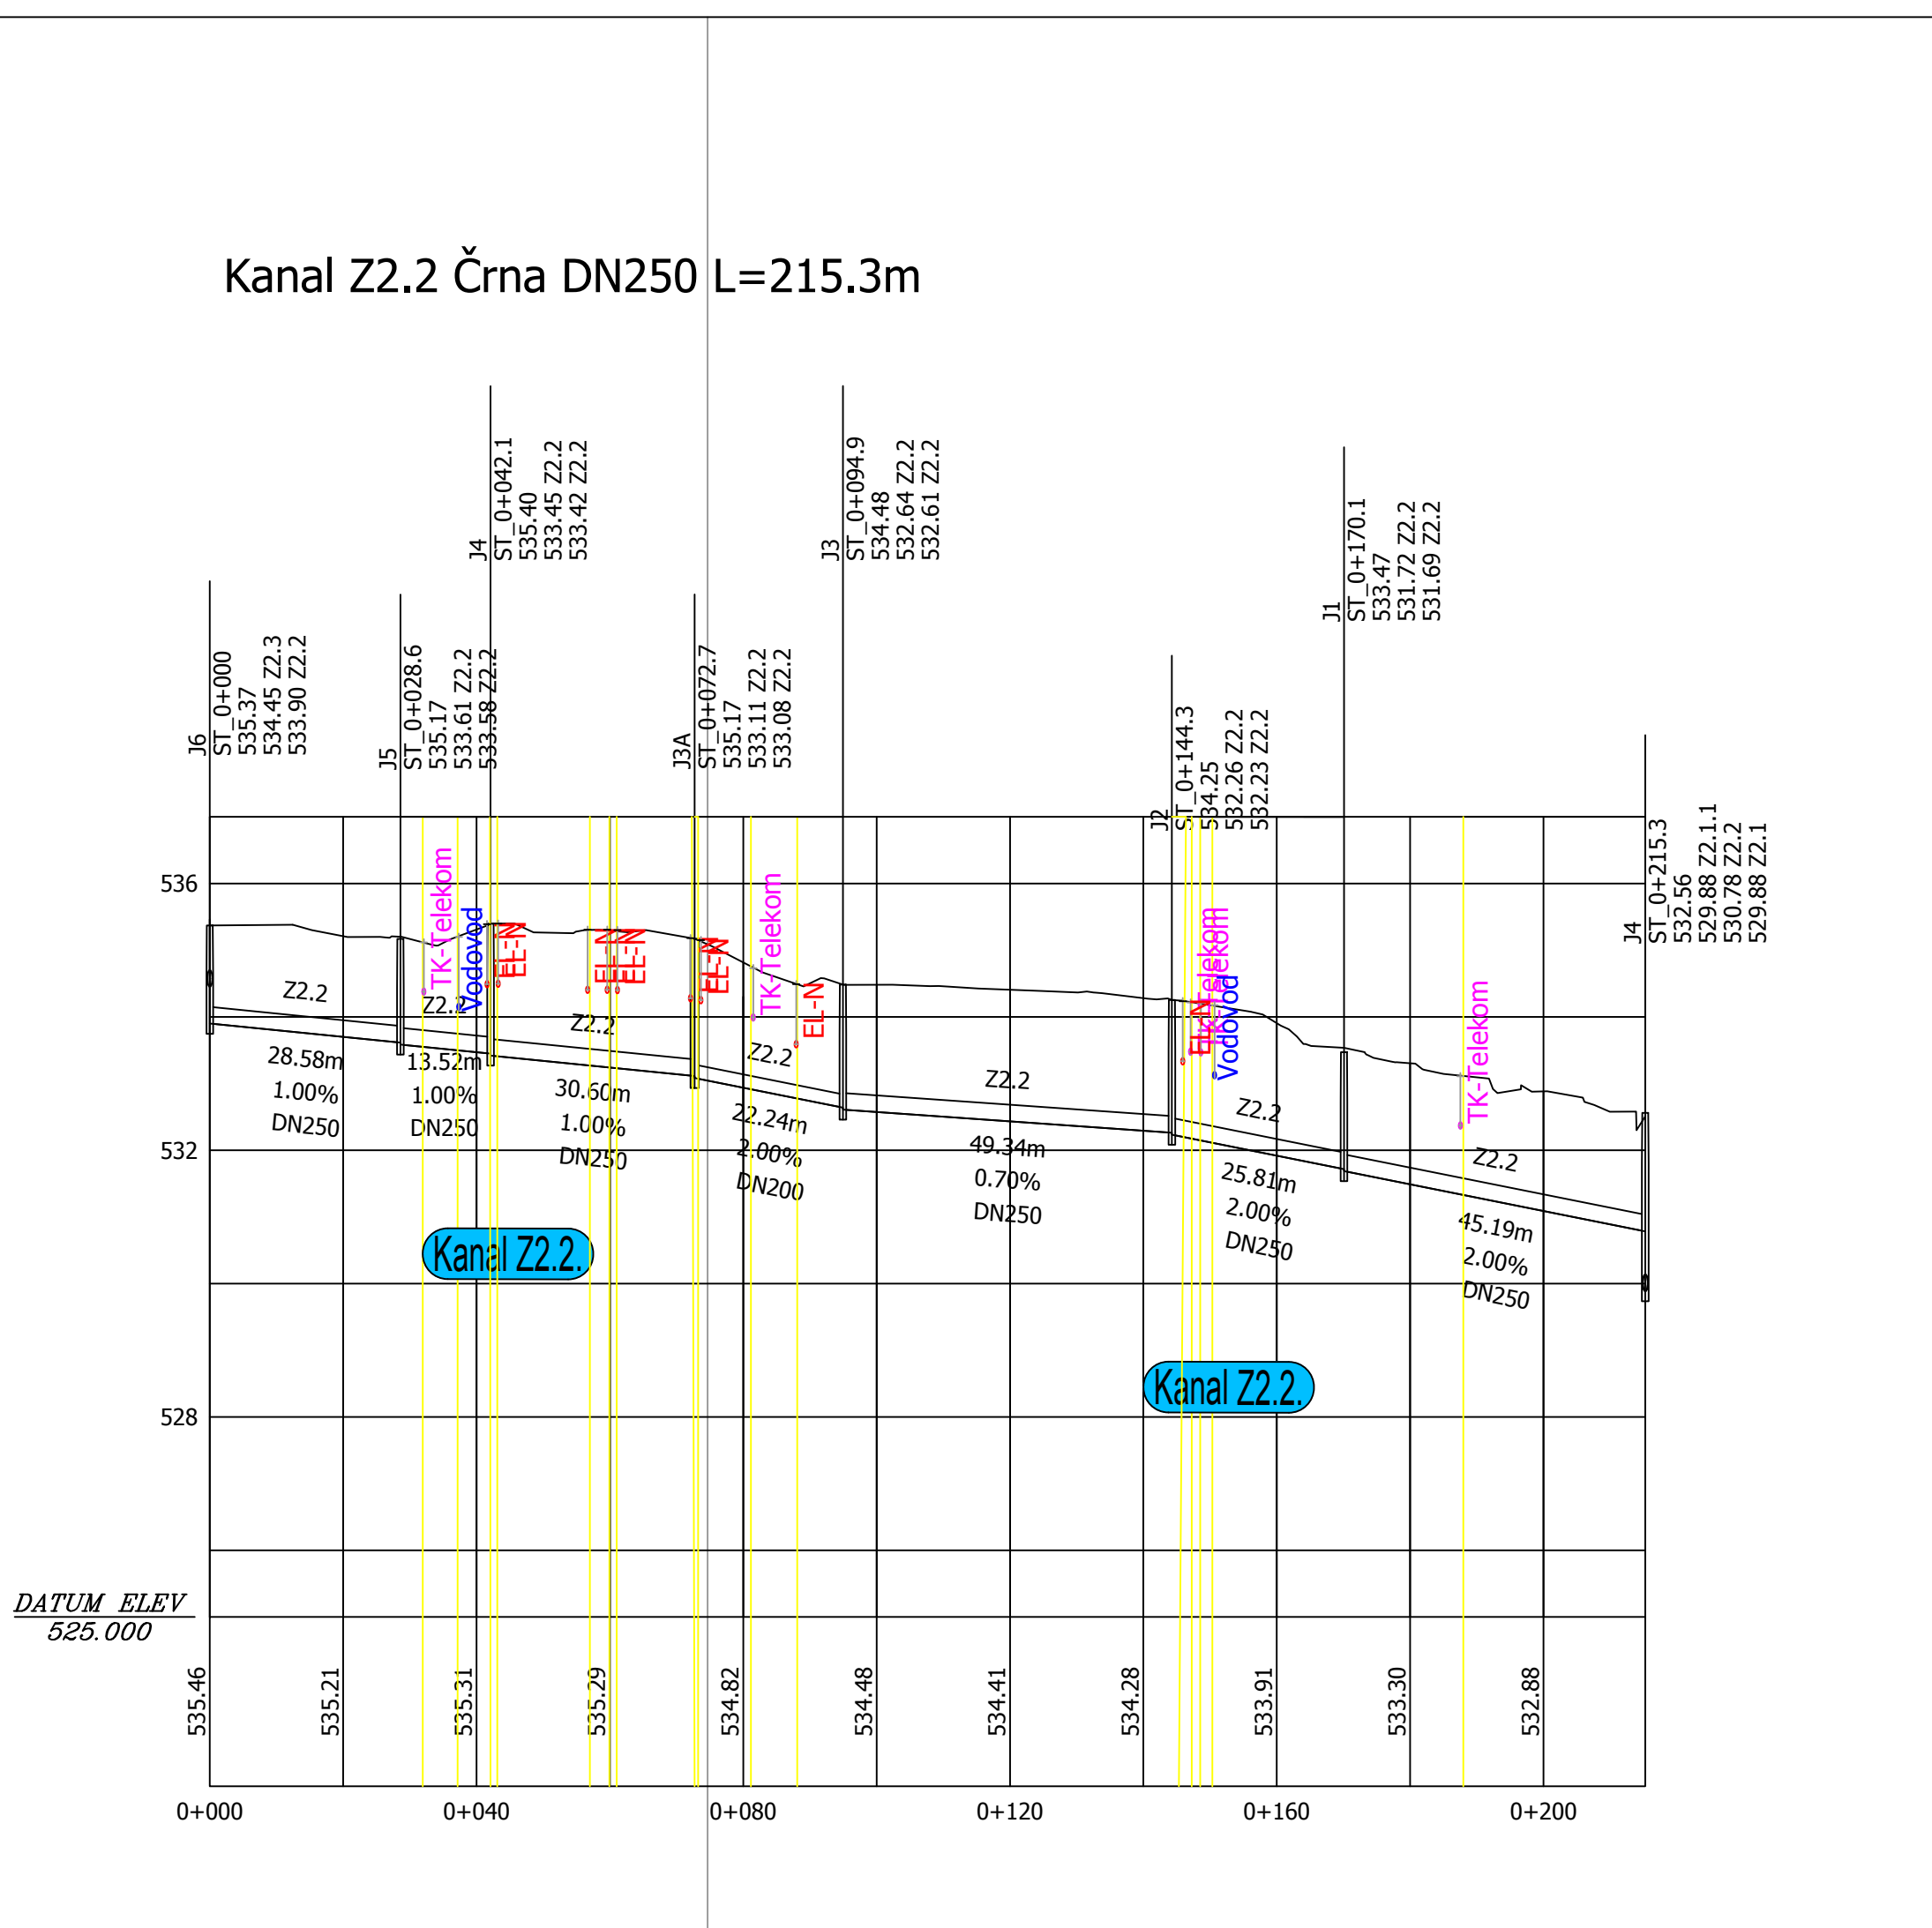 Kanal Z2.2 Črna DN250 L=215.3m
J6
ST_0+000
535.37
534.45 Z2.3
533.90 Z2.2
J5
ST_0+028.6
535.17
533.61 Z2.2
533.58 Z2.2
J4
ST_0+042.1
535.40
533.45 Z2.2
533.42 Z2.2
J3A
ST_0+072.7
535.17
533.11 Z2.2
533.08 Z2.2
J3
ST_0+094.9
534.48
532.64 Z2.2
532.61 Z2.2
J2
ST_0+144.3
534.25
532.26 Z2.2
532.23 Z2.2
J1
ST_0+170.1
533.47
531.72 Z2.2
531.69 Z2.2
J4
ST_0+215.3
532.56
529.88 Z2.1.1
530.78 Z2.2
529.88 Z2.1
536
532
528
TK-Telekom
Vodovod
EL-N
EL-N
EL-N
EL-N
EL-N
EL-N
EL-N
TK-Telekom
EL-N
EL-N
EL-N
TK-Telekom
TK-Telekom
Vodovod
TK-Telekom
Z2.2
28.58m
1.00%
DN250
Z2.2
13.52m
1.00%
DN250
Z2.2
30.60m
1.00%
DN250
Z2.2
22.24m
2.00%
DN200
Z2.2
49.34m
0.70%
DN250
Z2.2
25.81m
2.00%
DN250
Z2.2
45.19m
2.00%
DN250
Kanal Z2.2.
Kanal Z2.2.
DATUM ELEV
525.000
535.46
535.21
535.31
535.29
534.82
534.48
534.41
534.28
533.91
533.30
532.88
0+000
0+040
0+080
0+120
0+160
0+200